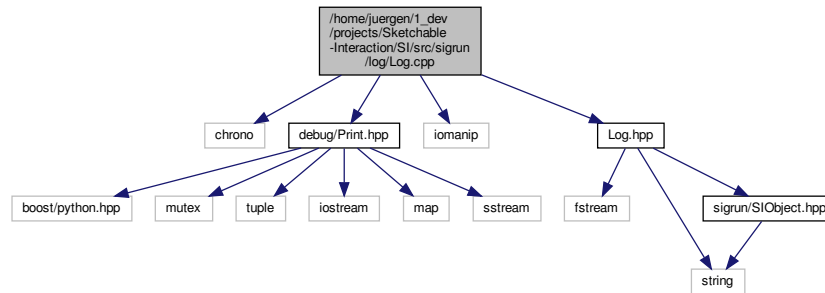 /home/juergen/1_dev
/projects/Sketchable
-Interaction/SI/src/sigrun
/log/Log.cpp
chrono
debug/Print.hpp
iomanip
Log.hpp
boost/python.hpp
mutex
tuple
iostream
map
sstream
fstream
sigrun/SIObject.hpp
string